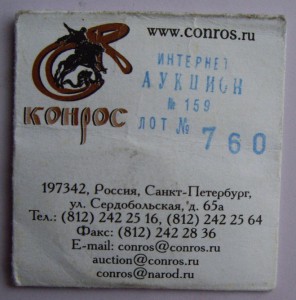 www.conros.ru
ИНТЕРНЕТ
АУКЦИОН
№ 159
ЛОТ № 760
КОНРОС
197342, Россия, Санкт-Петербург,
ул. Сердобольская, д. 65а
Тел.: (812) 242 25 16, (812) 242 25 64
Факс: (812) 242 28 36
E-mail: conros@conros.ru
auction@conros.ru
conros@narod.ru